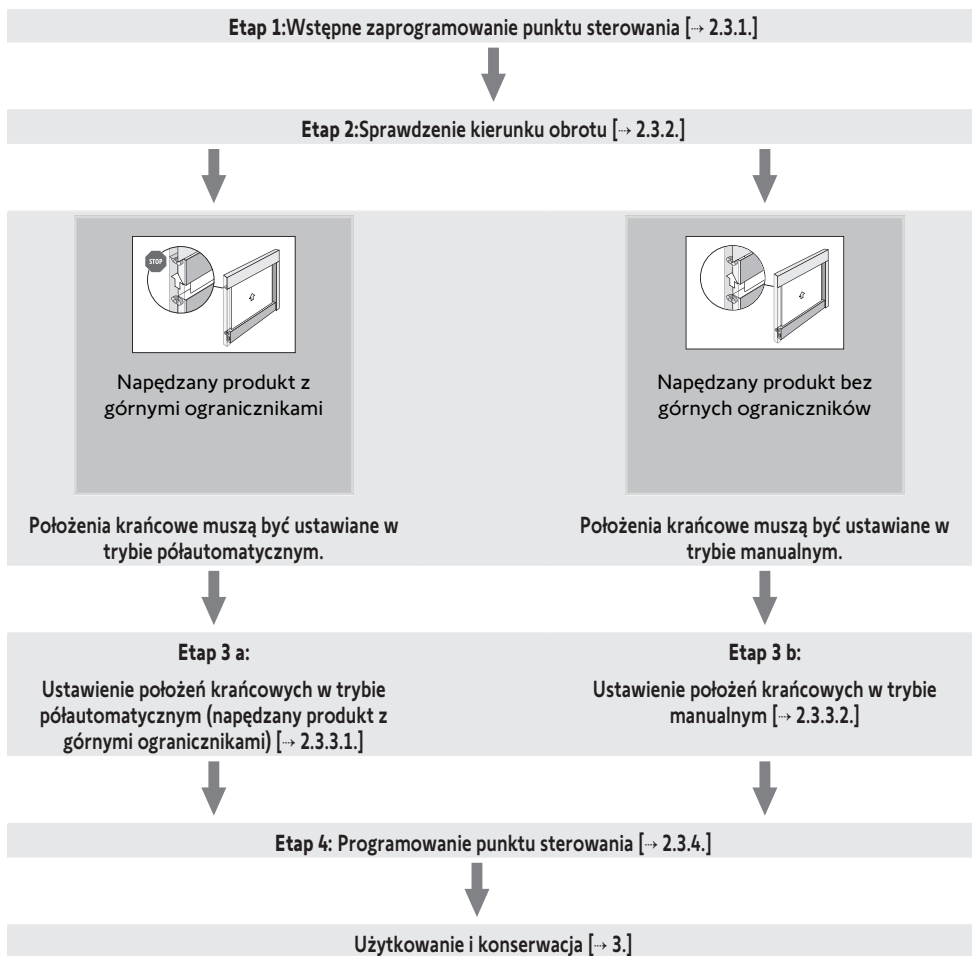 Etap 1:Wstępne zaprogramowanie punktu sterowania [⇢ 2.3.1.]
Etap 2:Sprawdzenie kierunku obrotu [⇢ 2.3.2.]
STOP
Napędzany produkt z
górnymi ogranicznikami
Położenia krańcowe muszą być ustawiane w
trybie półautomatycznym.
Napędzany produkt bez
górnych ograniczników
Położenia krańcowe muszą być ustawiane w
trybie manualnym.
Etap 3 a:
Ustawienie położeń krańcowych w trybie
półautomatycznym (napędzany produkt z
górnymi ogranicznikami) [⇢ 2.3.3.1.]
Etap 3 b:
Ustawienie położeń krańcowych w trybie
manualnym [⇢ 2.3.3.2.]
Etap 4: Programowanie punktu sterowania [⇢ 2.3.4.]
Użytkowanie i konserwacja [⇢ 3.]